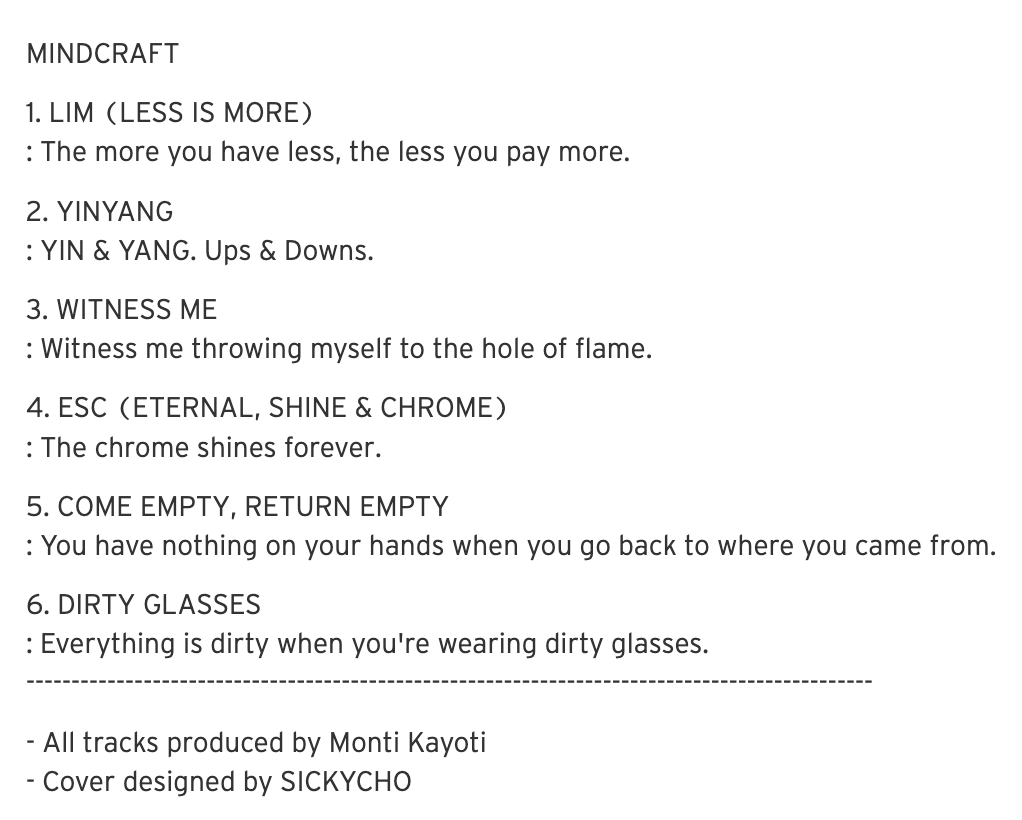 MINDCRAFT
1. LIM (LESS IS MORE)
: The more you have less, the less you pay more.
2. YINYANG
: YIN & YANG. Ups & Downs.
3. WITNESS ME
: Witness me throwing myself to the hole of flame.
4. ESC (ETERNAL, SHINE & CHROME)
: The chrome shines forever.
5. COME EMPTY, RETURN EMPTY
: You have nothing on your hands when you go back to where you came from.
6. DIRTY GLASSES
: Everything is dirty when you're wearing dirty glasses.
----------------------------------------------------------------------------------------------
- All tracks produced by Monti Kayoti
- Cover designed by SICKYCHO